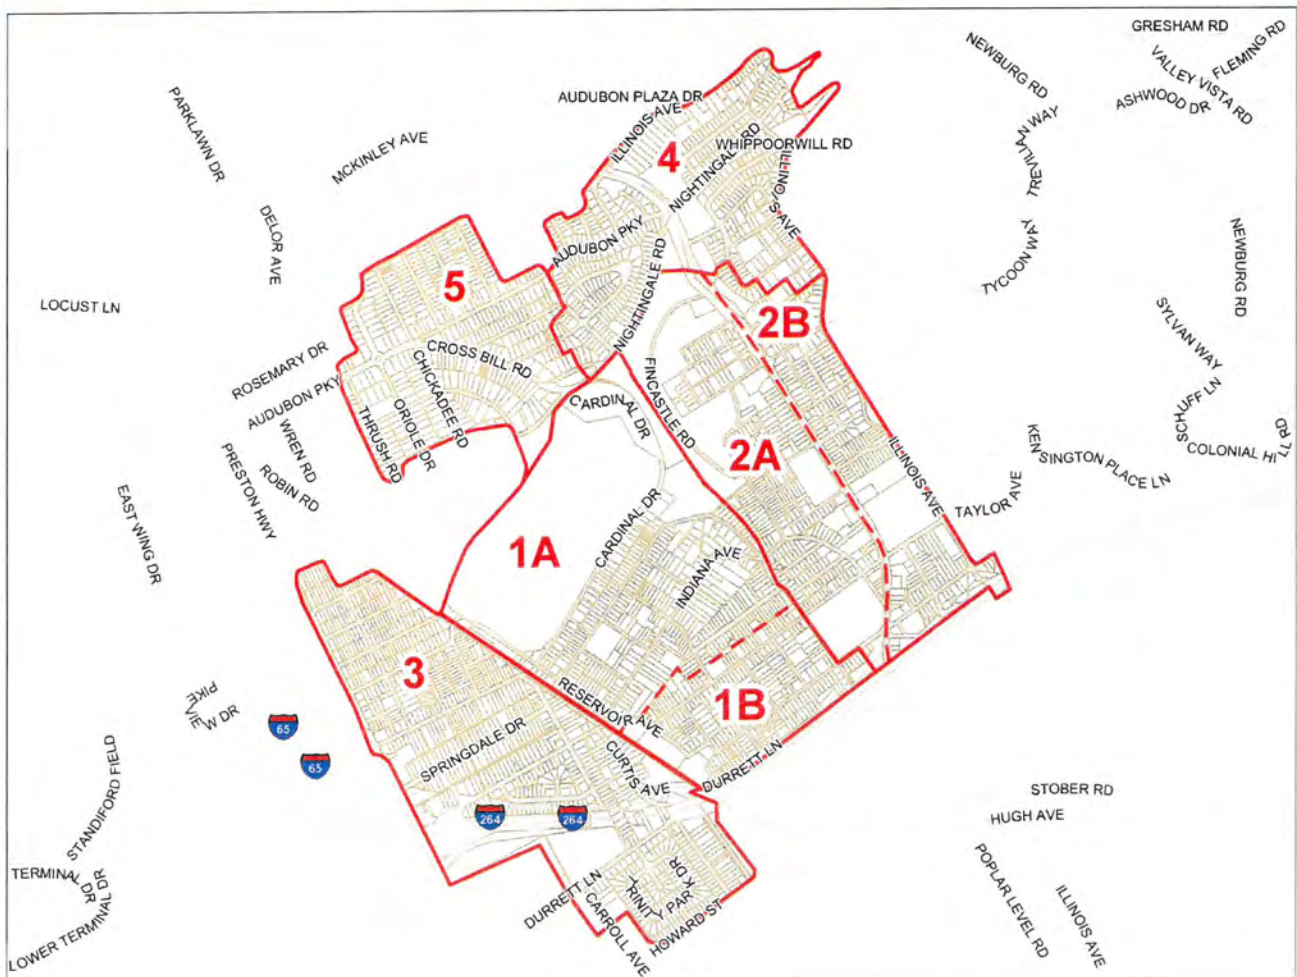 GRESHAM RD
FLEMING RD
NEWBURG RD
VALLEY VISTA RD
ASHWOOD DR
PARKLAWN DR
AUDUBON PLAZA DR
ILLINOIS AVE
MCKINLEY AVE
WHIPPOORWILL RD
4
NIGHTINGALE RD
ILLINOIS AVE
TREVILIAN WAY
DELOR AVE
AUDUBON PKY
TYCOON WAY
NEWBURG RD
5
NIGHTINGALE RD
LOCUST LN
2B
SYLVAN WAY
CROSS BILL RD
ROSEMARY DR
CHICKADEE RD
FINCASTLE RD
AUDUBON PKY
CARDINAL DR
SCHUFF LN
THRUSH RD
ORIOLE DR
WREN RD
2A
ILLINOIS AVE
KENSINGTON PLACE LN
COLONIAL HILL RD
PRESTON HWY
ROBIN RD
TAYLOR AVE
EAST WING DR
1A
CARDINAL DR
INDIANA AVE
3
RESERVOIR AVE
1B
PIKEVIEW DR
65
SPRINGDALE DR
65
CURTIS AVE
DURRETT LN
STANDIFORD FIELD
264
264
STOBER RD
HUGH AVE
TERMINAL DR
LOWER TERMINAL DR
DURRETT LN
TRINITY PARK DR
CARROLL AVE
HOWARD ST
POPLAR LEVEL RD
ILLINOIS AVE